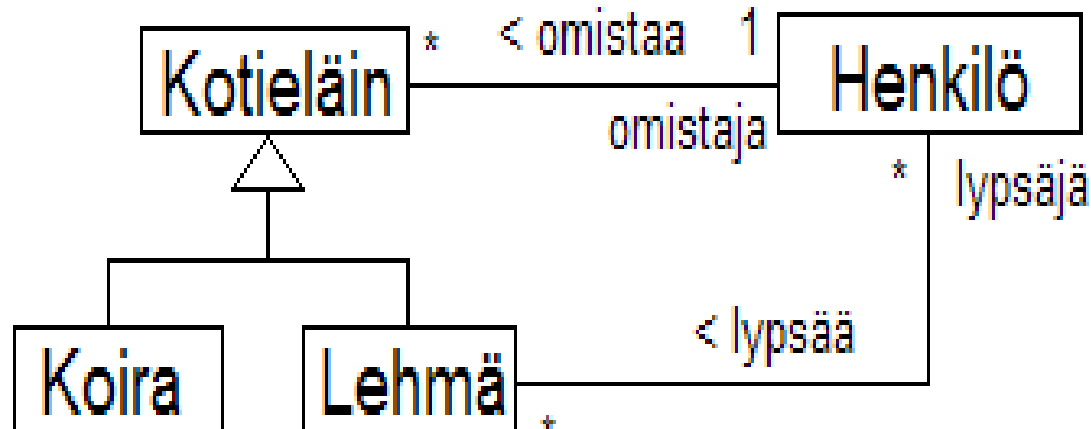 * < omistaa 1
Kotieläin
Henkilö
omistaja
* lypsäjä
< lypsää
Koira
Lehmä
*